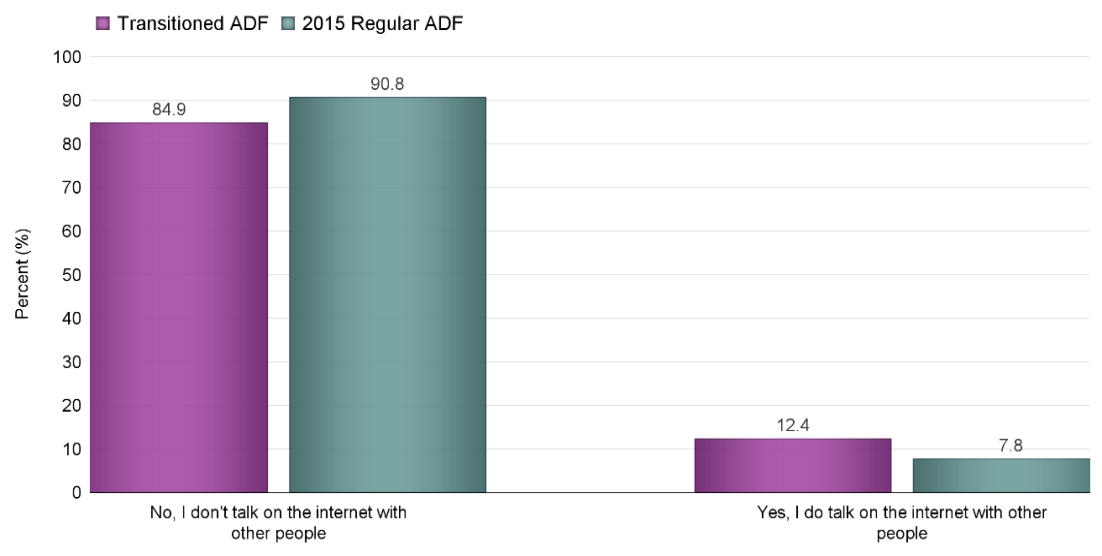 Transitioned ADF 2015 Regular ADF
100
90
80
70
60
50
40
30
20
10
0
Percent (%)
84.9
90.8
12.4
7.8
No, I don't talk on the internet with
other people
Yes, I do talk on the internet with other
people